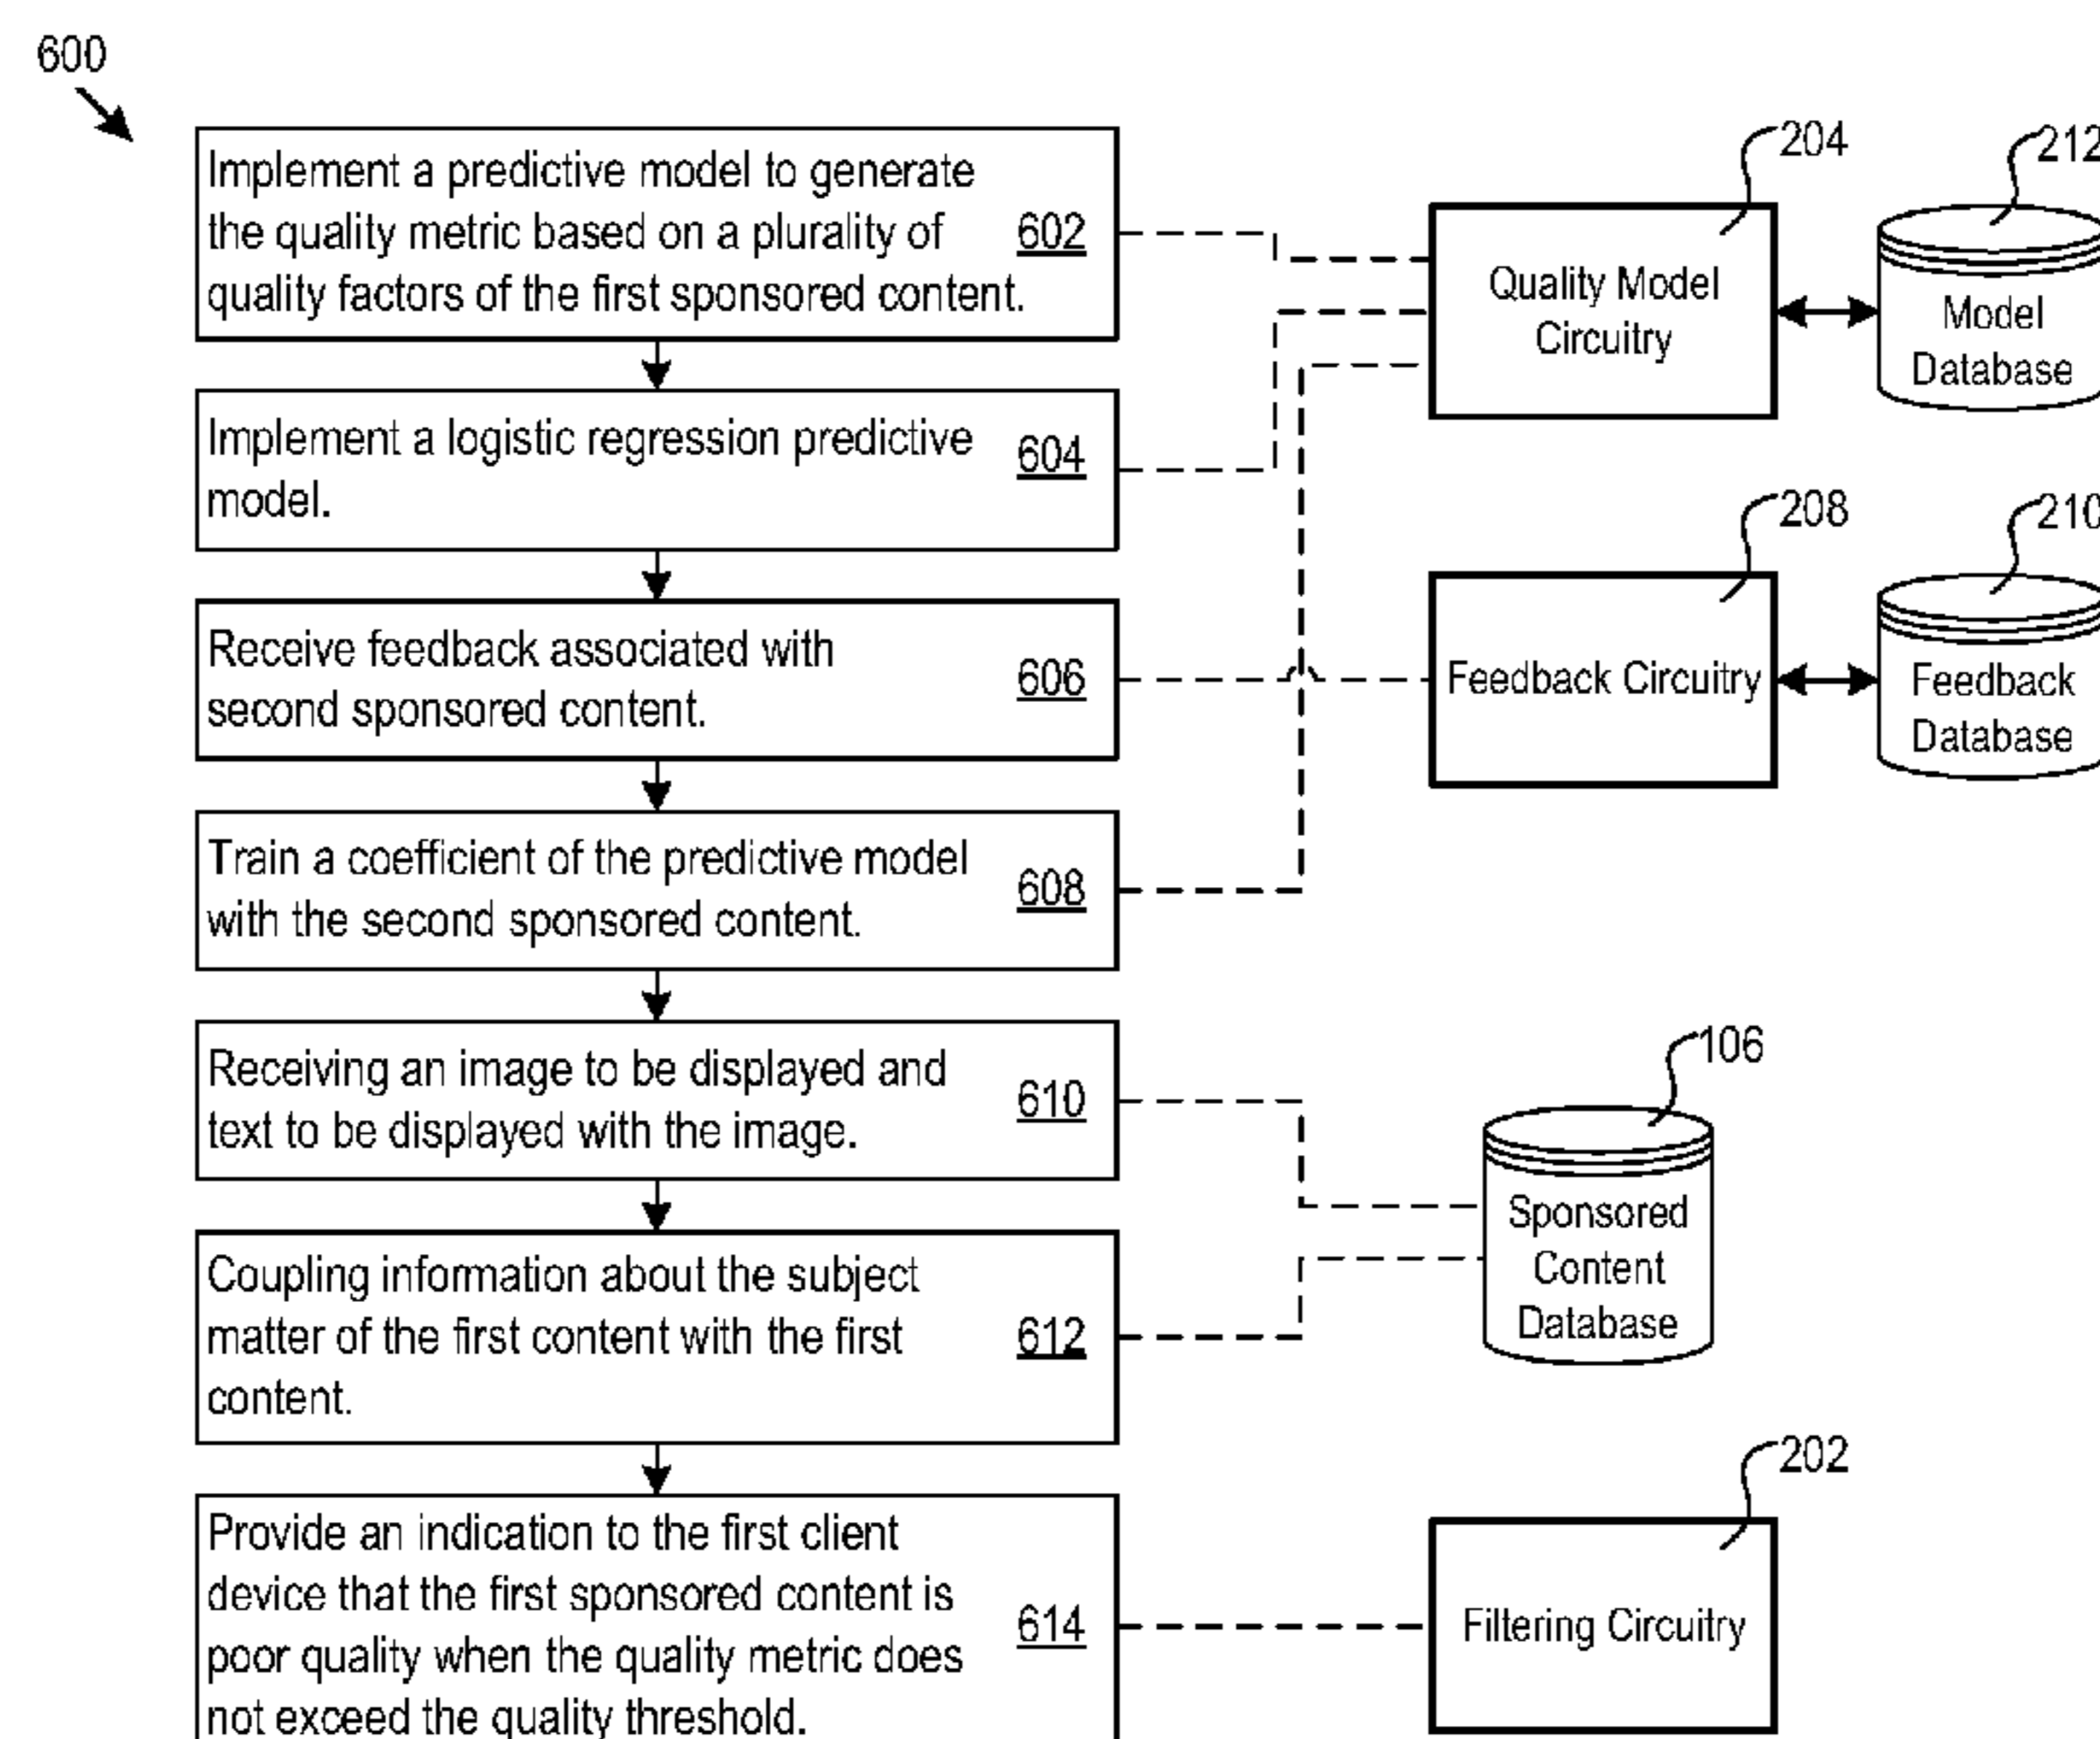 600
Implement a predictive model to generate
the quality metric based on a plurality of
quality factors of the first sponsored content.
602
Implement a logistic regression predictive
model.
604
Receive feedback associated with
second sponsored content.
606
Train a coefficient of the predictive model
with the second sponsored content.
608
Receiving an image to be displayed and
text to be displayed with the image.
610
Coupling information about the subject
matter of the first content with the first
content.
612
Provide an indication to the first client
device that the first sponsored content is
poor quality when the quality metric does
not exceed the quality threshold.
614
204
Quality Model
Circuitry
212
Model
Database
208
Feedback Circuitry
210
Feedback
Database
106
Sponsored
Content
Database
202
Filtering Circuitry